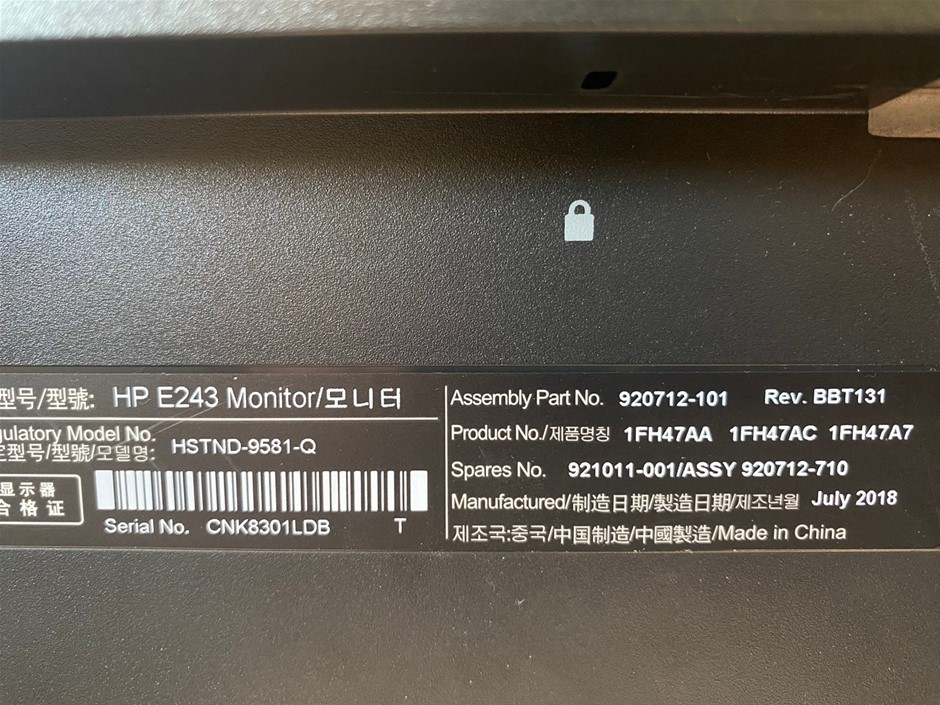 型号/型號: HP E243 Monitor/모니터
gulatory Model No.
定型号/型號/모델명: HSTND-9581-Q
显示器
合格证
Serial No. CNK8301LDB T
Assembly Part No. 920712-101 Rev. BBT131
Product No./제품명칭 1FH47AA 1FH47AC 1FH47A7
Spares No. 921011-001/ASSY 920712-710
Manufactured/制造日期/製造日期/제조년월 July 2018
제조국:중국/中国制造/中國製造/Made in China